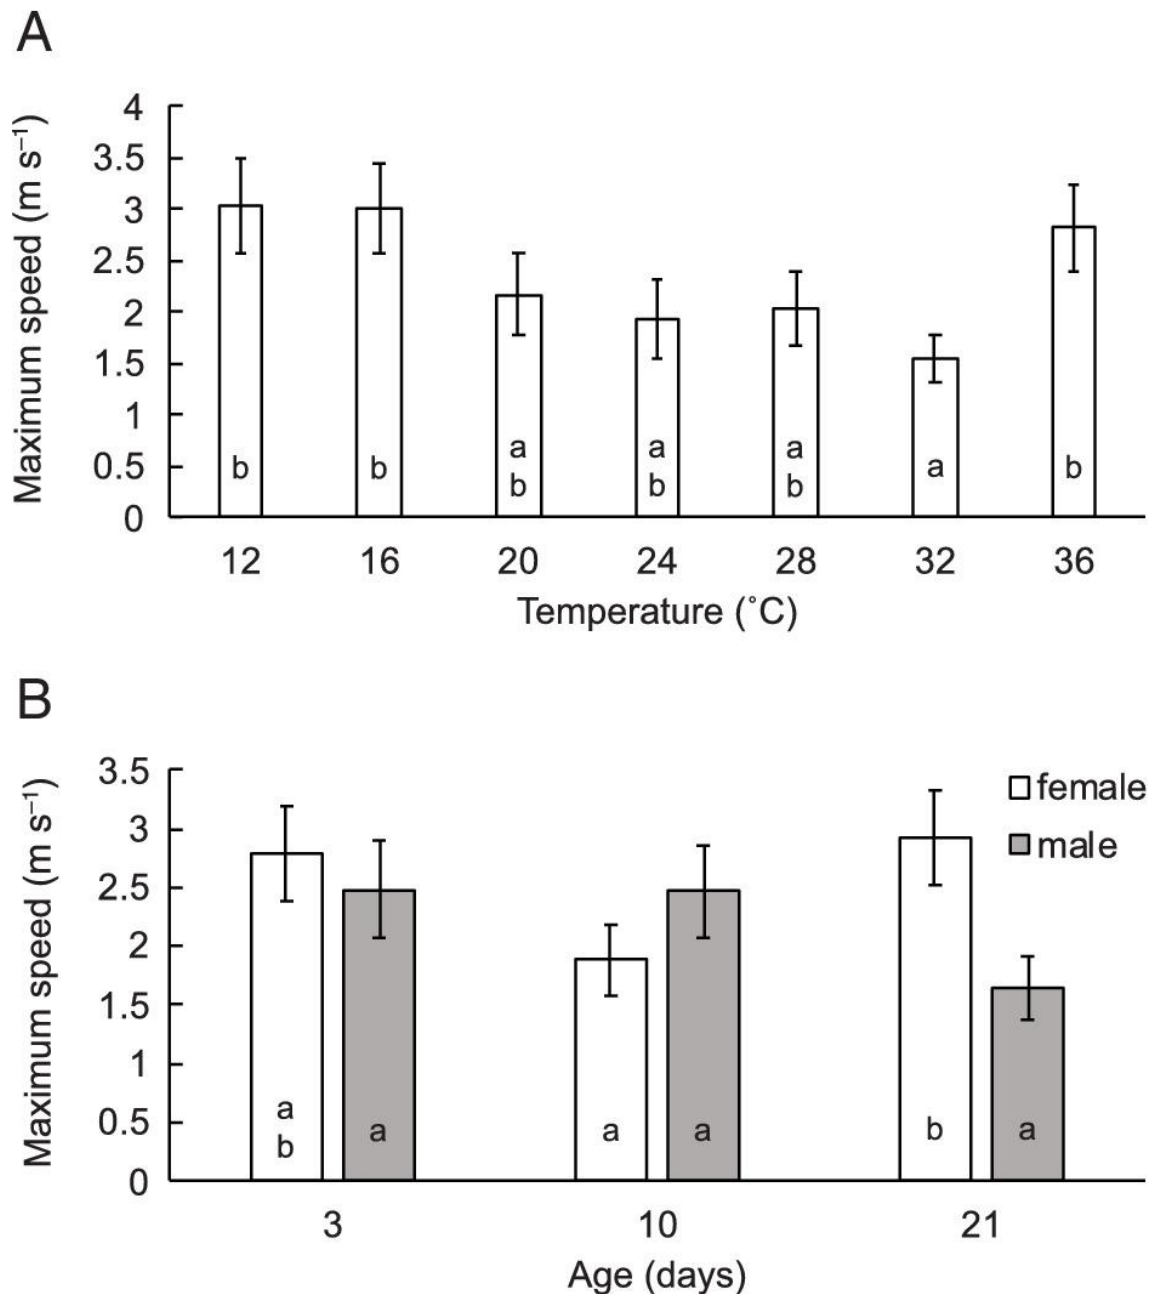 A
Maximum speed (m s⁻¹)
4
3.5
3
2.5
2
1.5
1
0.5
0
b
b
a
b
a
b
a
b
a
b
12 16 20 24 28 32 36
Temperature (˚C)
B
Maximum speed (m s⁻¹)
3.5
3
2.5
2
1.5
1
0.5
0
female
male
a
b
a
a
a
b
a
3 10 21
Age (days)